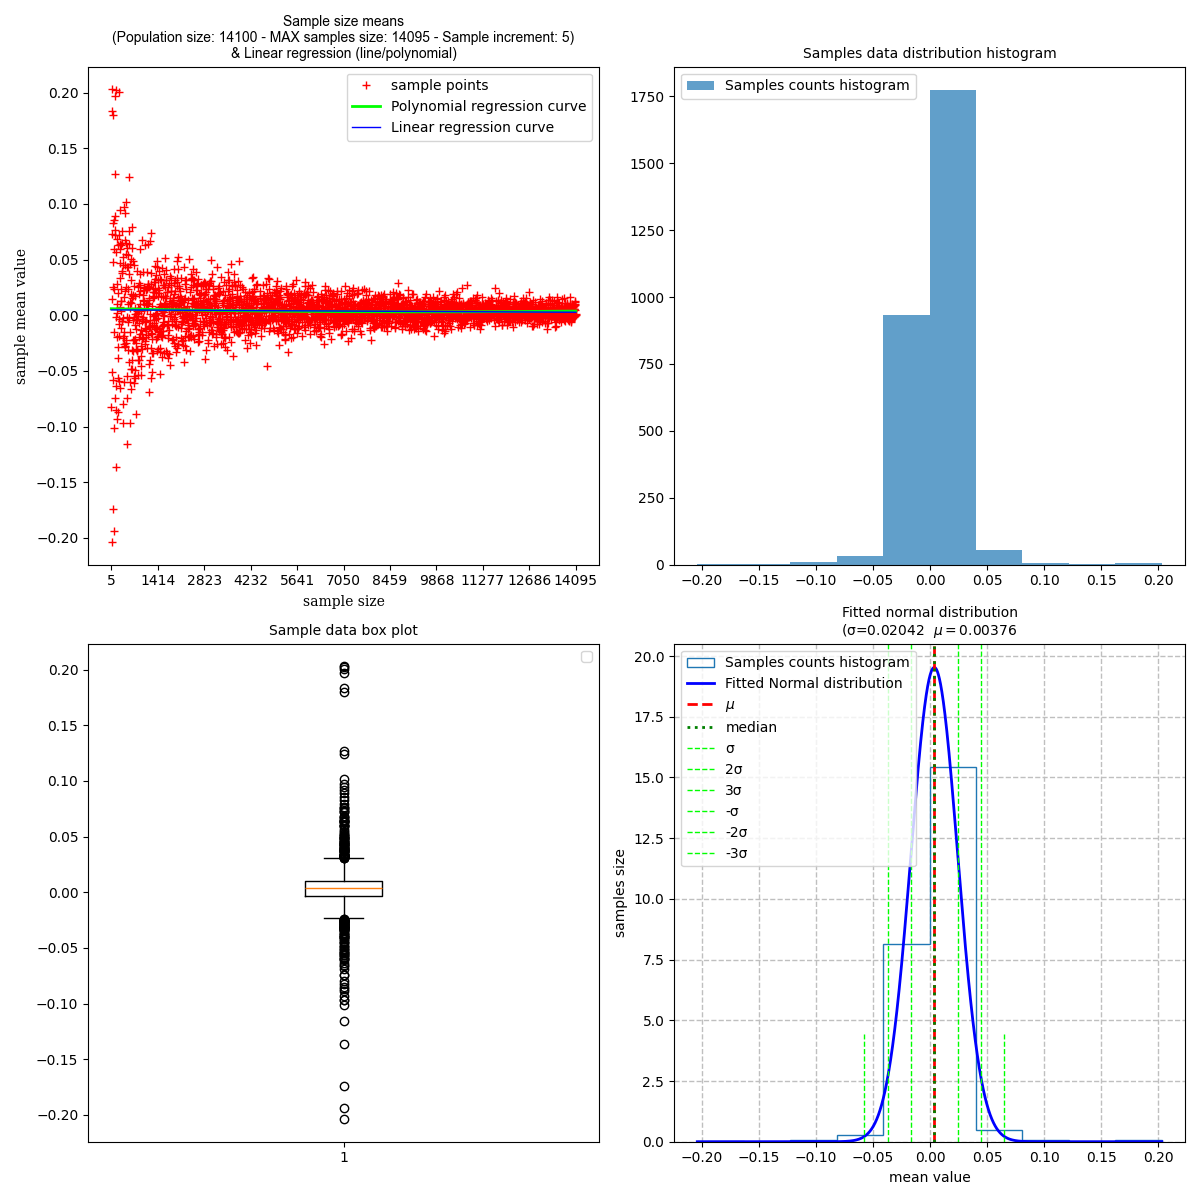 Sample size means
(Population size: 14100 - MAX samples size: 14095 - Sample increment: 5)
& Linear regression (line/polynomial)
sample points
Polynomial regression curve
Linear regression curve
0.20
0.15
0.10
0.05
0.00
−0.05
−0.10
−0.15
−0.20
sample mean value
5 1414 2823 4232 5641 7050 8459 9868 11277 12686 14095
sample size
Samples data distribution histogram
Samples counts histogram
1750
1500
1250
1000
750
500
250
0
−0.20 −0.15 −0.10 −0.05 0.00 0.05 0.10 0.15 0.20
Sample data box plot
0.20
0.15
0.10
0.05
0.00
−0.05
−0.10
−0.15
−0.20
1
Fitted normal distribution
(σ=0.02042 μ = 0.00376
Samples counts histogram
Fitted Normal distribution
μ
median
σ
2σ
3σ
-σ
-2σ
-3σ
20.0
17.5
15.0
12.5
10.0
7.5
5.0
2.5
0.0
samples size
−0.20 −0.15 −0.10 −0.05 0.00 0.05 0.10 0.15 0.20
mean value